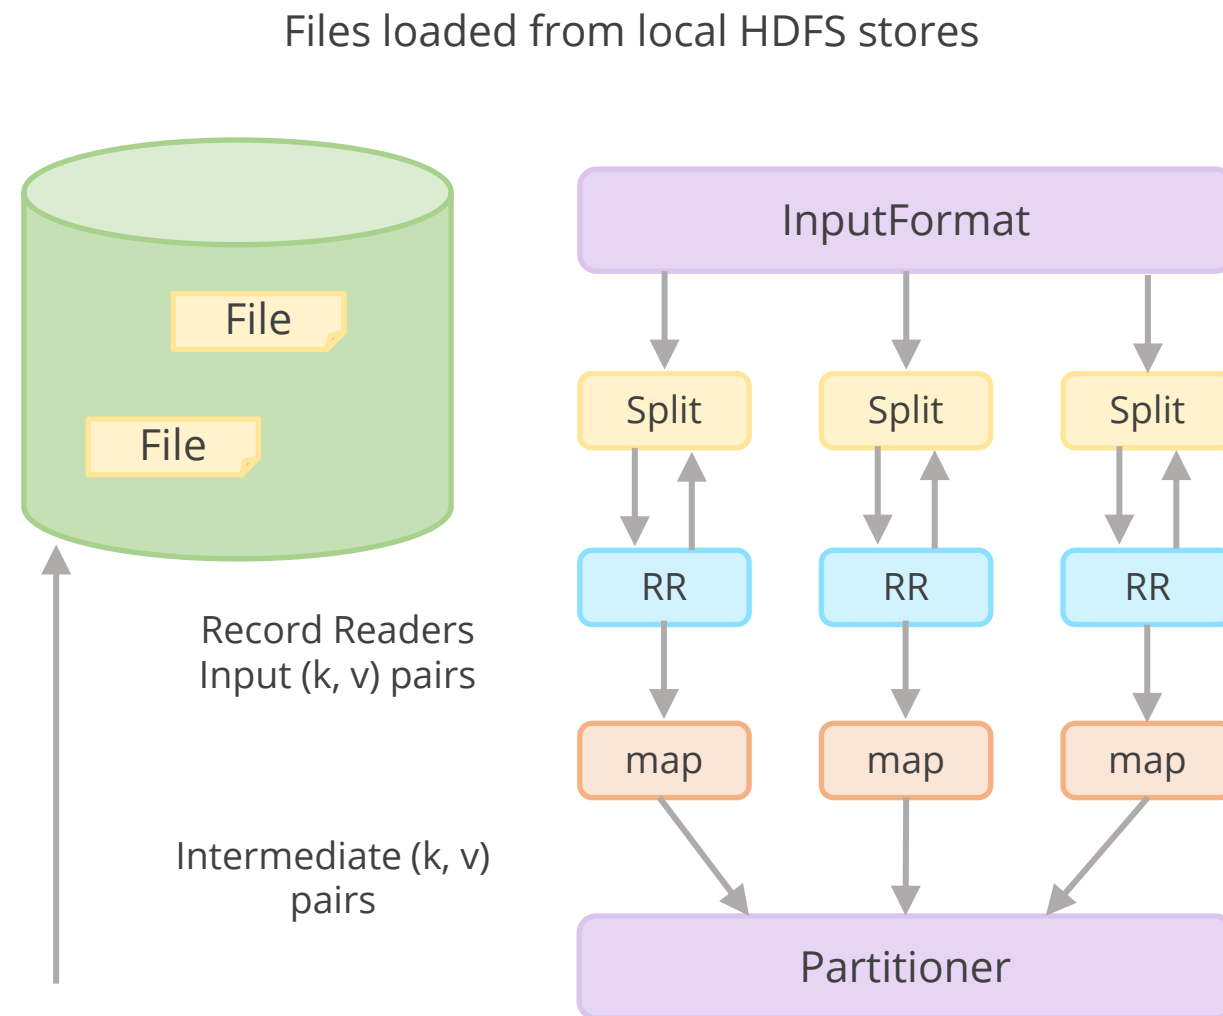 Files loaded from local HDFS stores
InputFormat
File
File
Split
Split
Split
RR
RR
RR
Record Readers
Input (k, v) pairs
map
map
map
Intermediate (k, v)
pairs
Partitioner